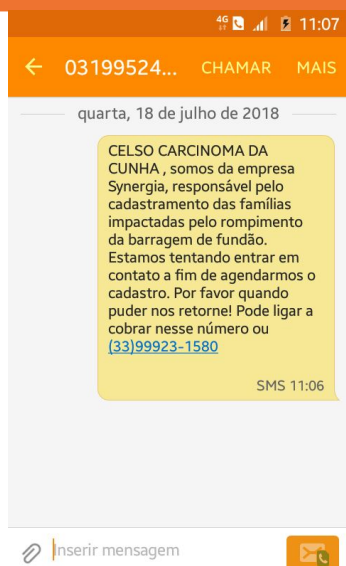 4G 11:07
03199524... CHAMAR MAIS
quarta, 18 de julho de 2018
CELSO CARCINOMA DA
CUNHA , somos da empresa
Synergia, responsável pelo
cadastramento das famílias
impactadas pelo rompimento
da barragem de fundão.
Estamos tentando entrar em
contato a fim de agendarmos o
cadastro. Por favor quando
puder nos retorne! Pode ligar a
cobrar nesse número ou
(33)99923-1580
SMS 11:06
Inserir mensagem